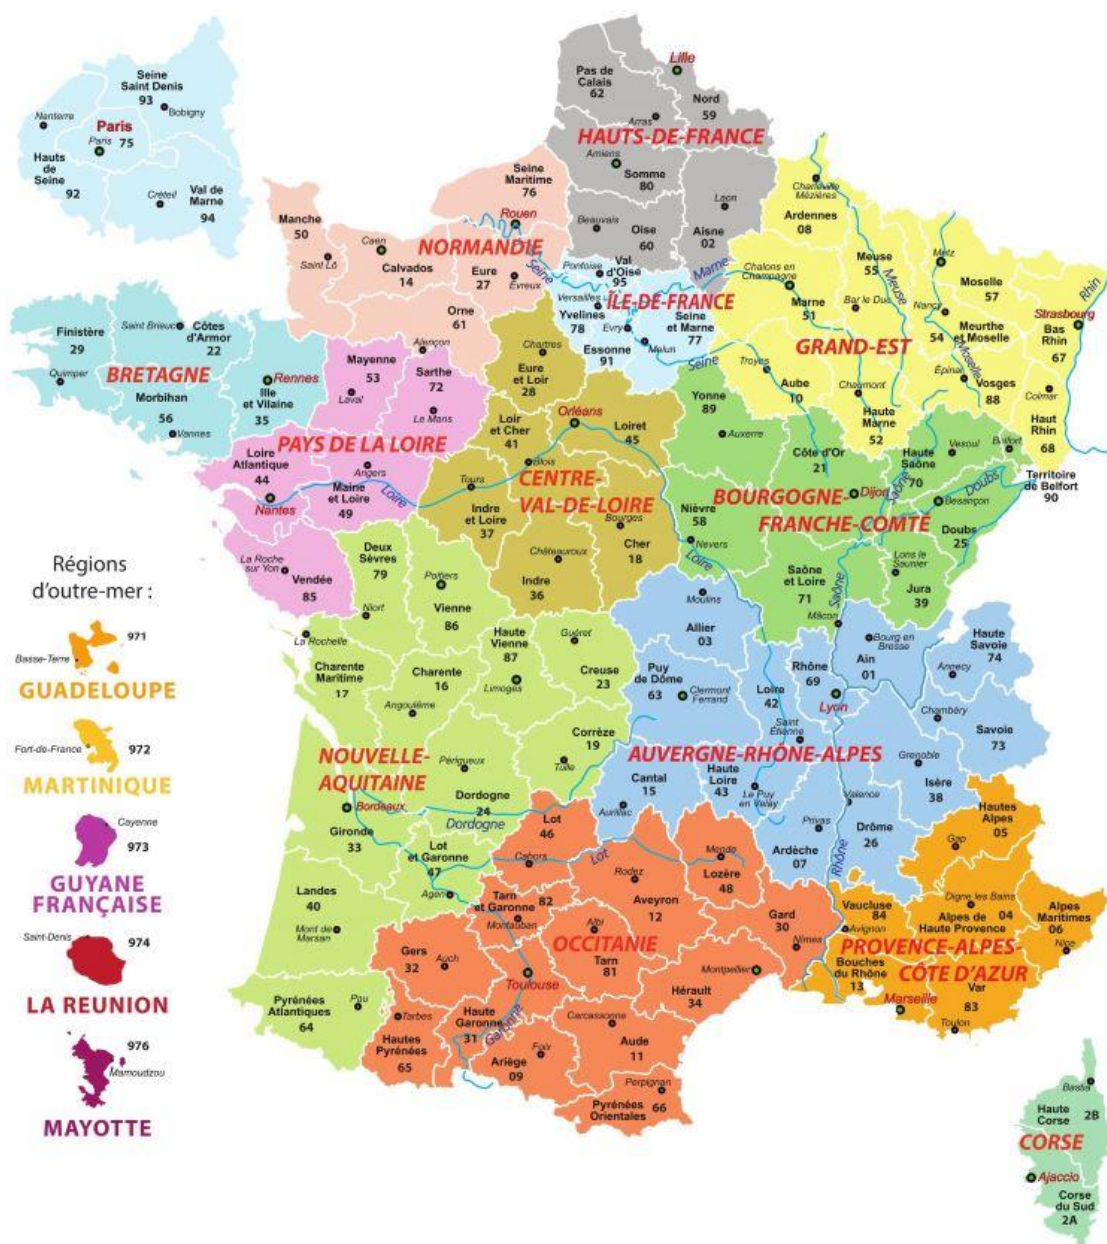 Seine
Saint Denis
93
Nanterre
Bobigny
Paris
Paris
75
Hauts
de
Seine
92
Créteil
Val de
Marne
94
Lille
Pas de
Calais
62
Nord
59
Arras
HAUTS-DE-FRANCE
Amiens
Somme
80
Laon
Beauvais
Oise
60
Aisne
02
Seine
Maritime
76
Rouen
Manche
50
Caen
Saint Lô
NORMANDIE
Calvados
14
Eure
27
Évreux
Orne
61
Alençon
Seine
Marne
Pontoise
Val
d'Oise
95
Versailles
ÎLE-DE-FRANCE
Yvelines
78
Evry
Seine
et Marne
77
Essonne
91
Melun
Seine
Charleville
Mézières
Ardennes
08
Meuse
55
Meuse
Metz
Moselle
57
Rhin
Chalons en
Champagne
Marne
51
Bar le Duc
Nancy
Strasbourg
Bas
Rhin
67
54
Meurthe
et Moselle
Moselle
GRAND-EST
Troyes
Aube
10
Chaumont
Haute
Marne
52
Épinal
Vosges
88
Colmar
Haut
Rhin
68
Finistère
29
Saint Brieuc
Côtes
d'Armor
22
Quimper
BRETAGNE
Rennes
Morbihan
56
Ille
et Vilaine
35
Vannes
Mayenne
53
Laval
Sarthe
72
Le Mans
PAYS DE LA LOIRE
Loire
Atlantique
44
Angers
Maine
et Loire
49
Loire
Nantes
La Roche
sur Yon
Vendée
85
Chartres
Eure
et Loir
28
Loir
et Cher
41
Orléans
Loiret
45
Blois
Tours
CENTRE-
VAL-DE-LOIRE
Indre
et Loire
37
Bourges
Cher
18
Châteauroux
Indre
36
Yonne
89
Auxerre
Côte d'Or
21
Dijon
Vesoul
Haute
Saône
70
Saône
Belfort
Territoire
de Belfort
90
Doubs
Besançon
BOURGOGNE-
FRANCHE-COMTÉ
Nièvre
58
Nevers
Loire
Doubs
25
Saône
et Loire
71
Saône
Lons le
Saunier
Jura
39
Mâcon
Deux
Sèvres
79
Poitiers
Vienne
86
Niort
La Rochelle
Charente
Maritime
17
Charente
16
Angoulême
Haute
Vienne
87
Limoges
Guéret
Creuse
23
Corrèze
19
Tulle
NOUVELLE-
AQUITAINE
Périgueux
Bordeaux
Dordogne
24
Dordogne
Gironde
33
Lot
et Garonne
47
Agen
Landes
40
Mont de
Marsan
Pyrénées
Atlantiques
64
Pau
Moulins
Allier
03
Puy
de Dôme
63
Clermont
Ferrand
Loire
42
Saint
Etienne
Rhône
69
Lyon
Bourg en
Bresse
Ain
01
Haute
Savoie
74
Annecy
Chambéry
Savoie
73
AUVERGNE-RHÔNE-ALPES
Cantal
15
Aurillac
Haute
Loire
43
Le Puy
en Velay
Grenoble
Isère
38
Valence
Privas
Ardèche
07
Drôme
26
Rhône
Lot
46
Cahors
Lot
Rodez
Aveyron
12
Mende
Lozère
48
Tarn
et Garonne
82
Montauban
Albi
Tarn
81
OCCITANIE
Gard
30
Nîmes
Gers
32
Auch
Toulouse
Montpellier
Hérault
34
Tarbes
Hautes
Pyrénées
65
Haute
Garonne
31
Garonne
Carcassonne
Aude
11
Foix
Ariège
09
Perpignan
Pyrénées
Orientales
66
Hautes
Alpes
05
Gap
Vaucluse
84
Avignon
Digne les Bains
Alpes de
Haute Provence
04
Alpes
Maritimes
06
Nice
PROVENCE-ALPES
CÔTE D'AZUR
Bouches
du Rhône
13
Marseille
Var
83
Toulon
Bastia
Haute
Corse
2B
CORSE
Ajaccio
Corse
du Sud
2A
Régions
d'outre-mer :
971
Basse-Terre
GUADELOUPE
Fort-de-France
972
MARTINIQUE
Cayenne
973
GUYANE
FRANÇAISE
Saint-Denis
974
LA REUNION
976
Mamoudzou
MAYOTTE